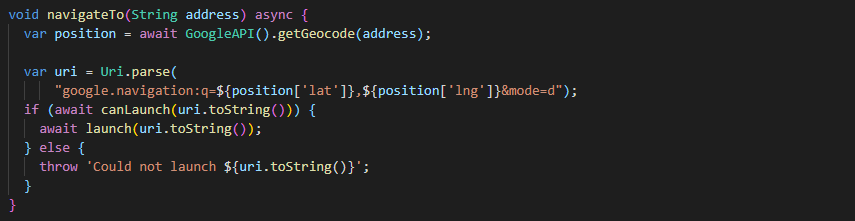 void navigateTo(String address) async {
  var position = await GoogleAPI().getGeocode(address);

  var uri = Uri.parse(
      "google.navigation:q=${position['lat']},${position['lng']}&mode=d");
  if (await canLaunch(uri.toString())) {
    await launch(uri.toString());
  } else {
    throw 'Could not launch ${uri.toString()}';
  }
}